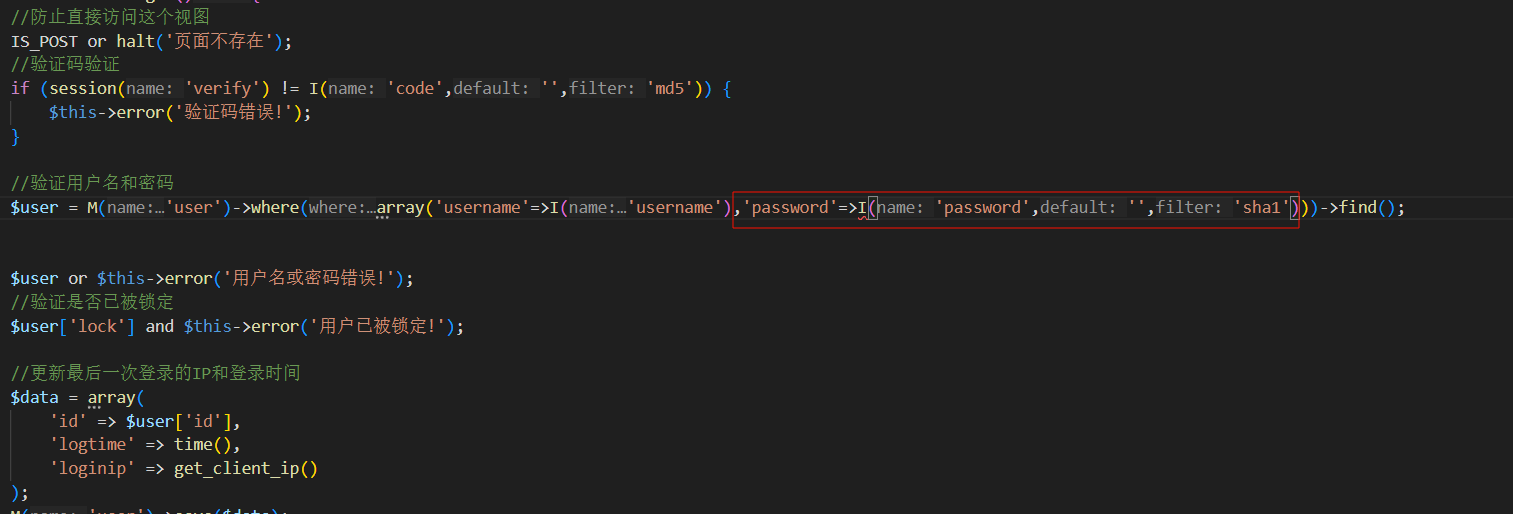 //防止直接访问这个视图
IS_POST or halt('页面不存在');
//验证码验证
if (session(name: 'verify') != I(name: 'code',default: '',filter: 'md5')) {
$this->error('验证码错误!');
}
//验证用户名和密码
$user = M(name:… 'user')->where(where:… array('username'=>I(name:… 'username'),'password'=>I(name: 'password',default: '',filter: 'sha1')))->find();
$user or $this->error('用户名或密码错误!');
//验证是否已被锁定
$user['lock'] and $this->error('用户已被锁定!');
//更新最后一次登录的IP和登录时间
$data = array(
'id' => $user['id'],
'logtime' => time(),
'loginip' => get_client_ip()
);